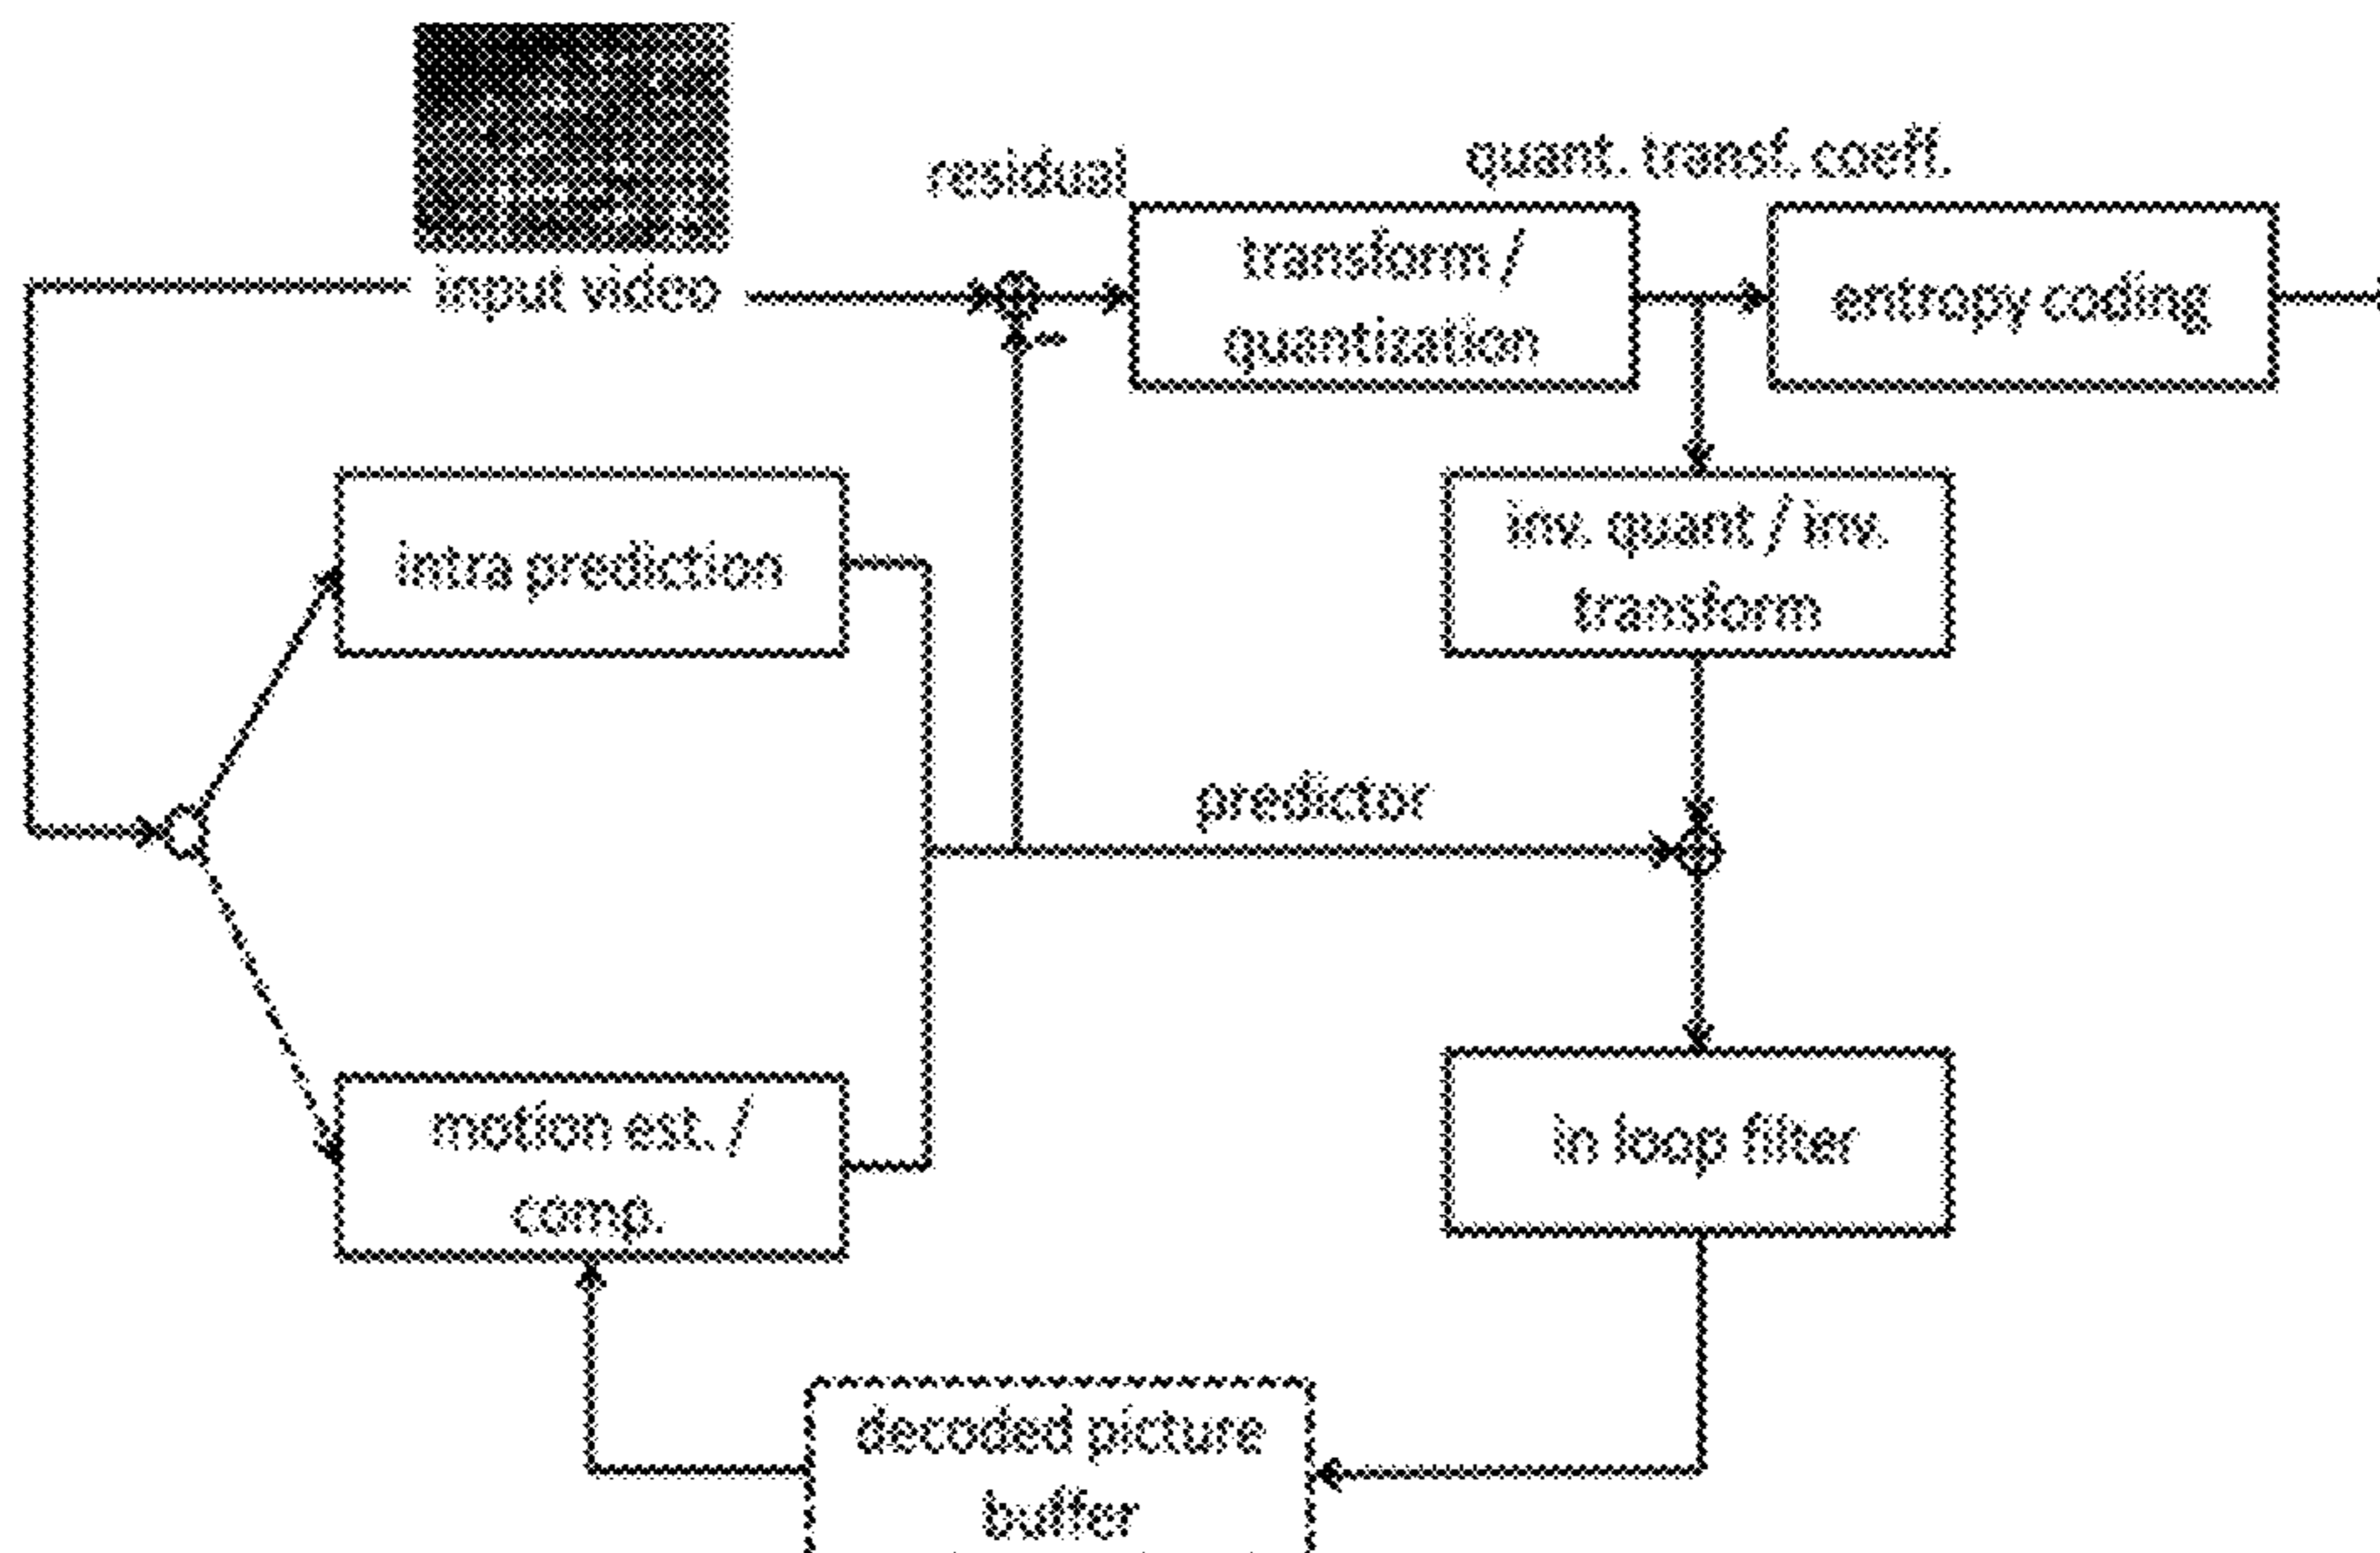 residual
quant. transf. coeff.
input video
transform /
quantization
entropy coding
intra prediction
inv. quant / inv.
transform
predictor
motion est. /
comp.
in loop filter
decoded picture
buffer